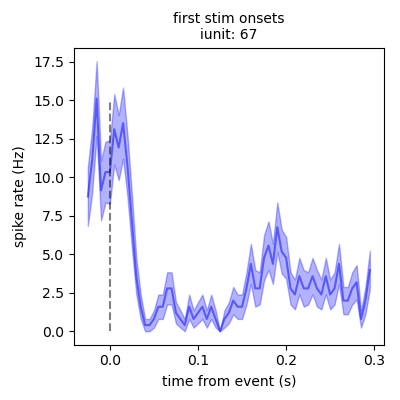 first stim onsets
iunit: 67
17.5
15.0
12.5
10.0
7.5
5.0
2.5
0.0
spike rate (Hz)
0.0 0.1 0.2 0.3
time from event (s)